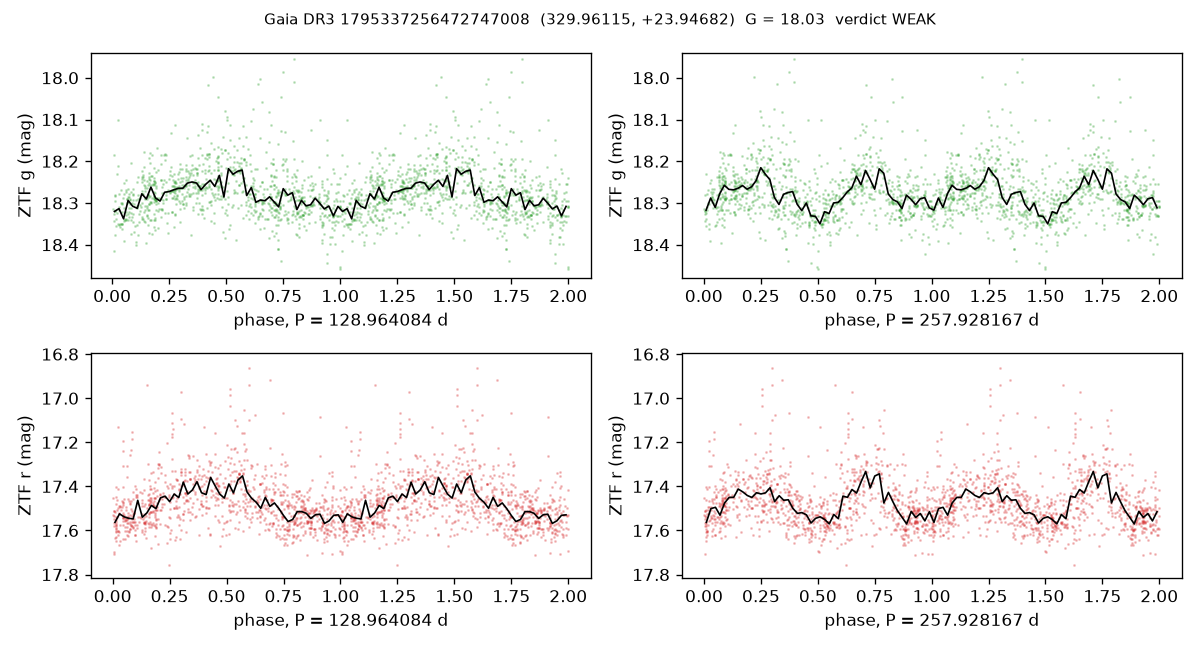 Gaia DR3 1795337256472747008 (329.96115, +23.94682) G = 18.03 verdict WEAK
ZTF g (mag)
18.0
18.1
18.2
18.3
18.4
0.00 0.25 0.50 0.75 1.00 1.25 1.50 1.75 2.00
phase, P = 128.964084 d
ZTF g (mag)
18.0
18.1
18.2
18.3
18.4
0.00 0.25 0.50 0.75 1.00 1.25 1.50 1.75 2.00
phase, P = 257.928167 d
ZTF r (mag)
16.8
17.0
17.2
17.4
17.6
17.8
0.00 0.25 0.50 0.75 1.00 1.25 1.50 1.75 2.00
phase, P = 128.964084 d
ZTF r (mag)
16.8
17.0
17.2
17.4
17.6
17.8
0.00 0.25 0.50 0.75 1.00 1.25 1.50 1.75 2.00
phase, P = 257.928167 d